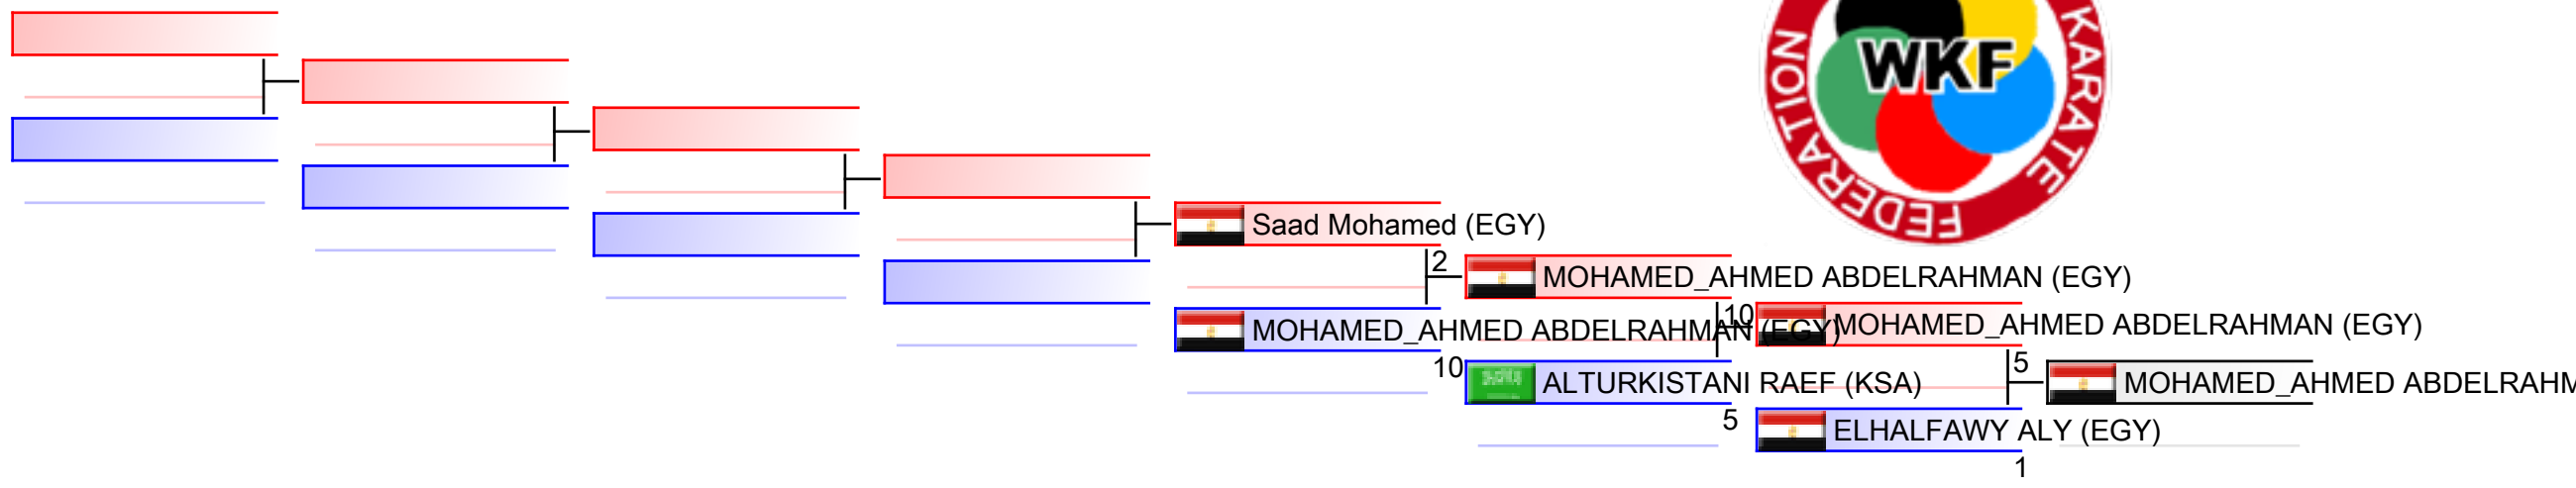 KARATE
WKF
FEDERATION
Saad Mohamed (EGY)
2
MOHAMED_AHMED ABDELRAHMAN (EGY)
MOHAMED_AHMED ABDELRAHMAN (EGY)
10
10
MOHAMED_AHMED ABDELRAHMAN (EGY)
ALTURKISTANI RAEF (KSA)
5
5
MOHAMED_AHMED ABDELRAHM
ELHALFAWY ALY (EGY)
1